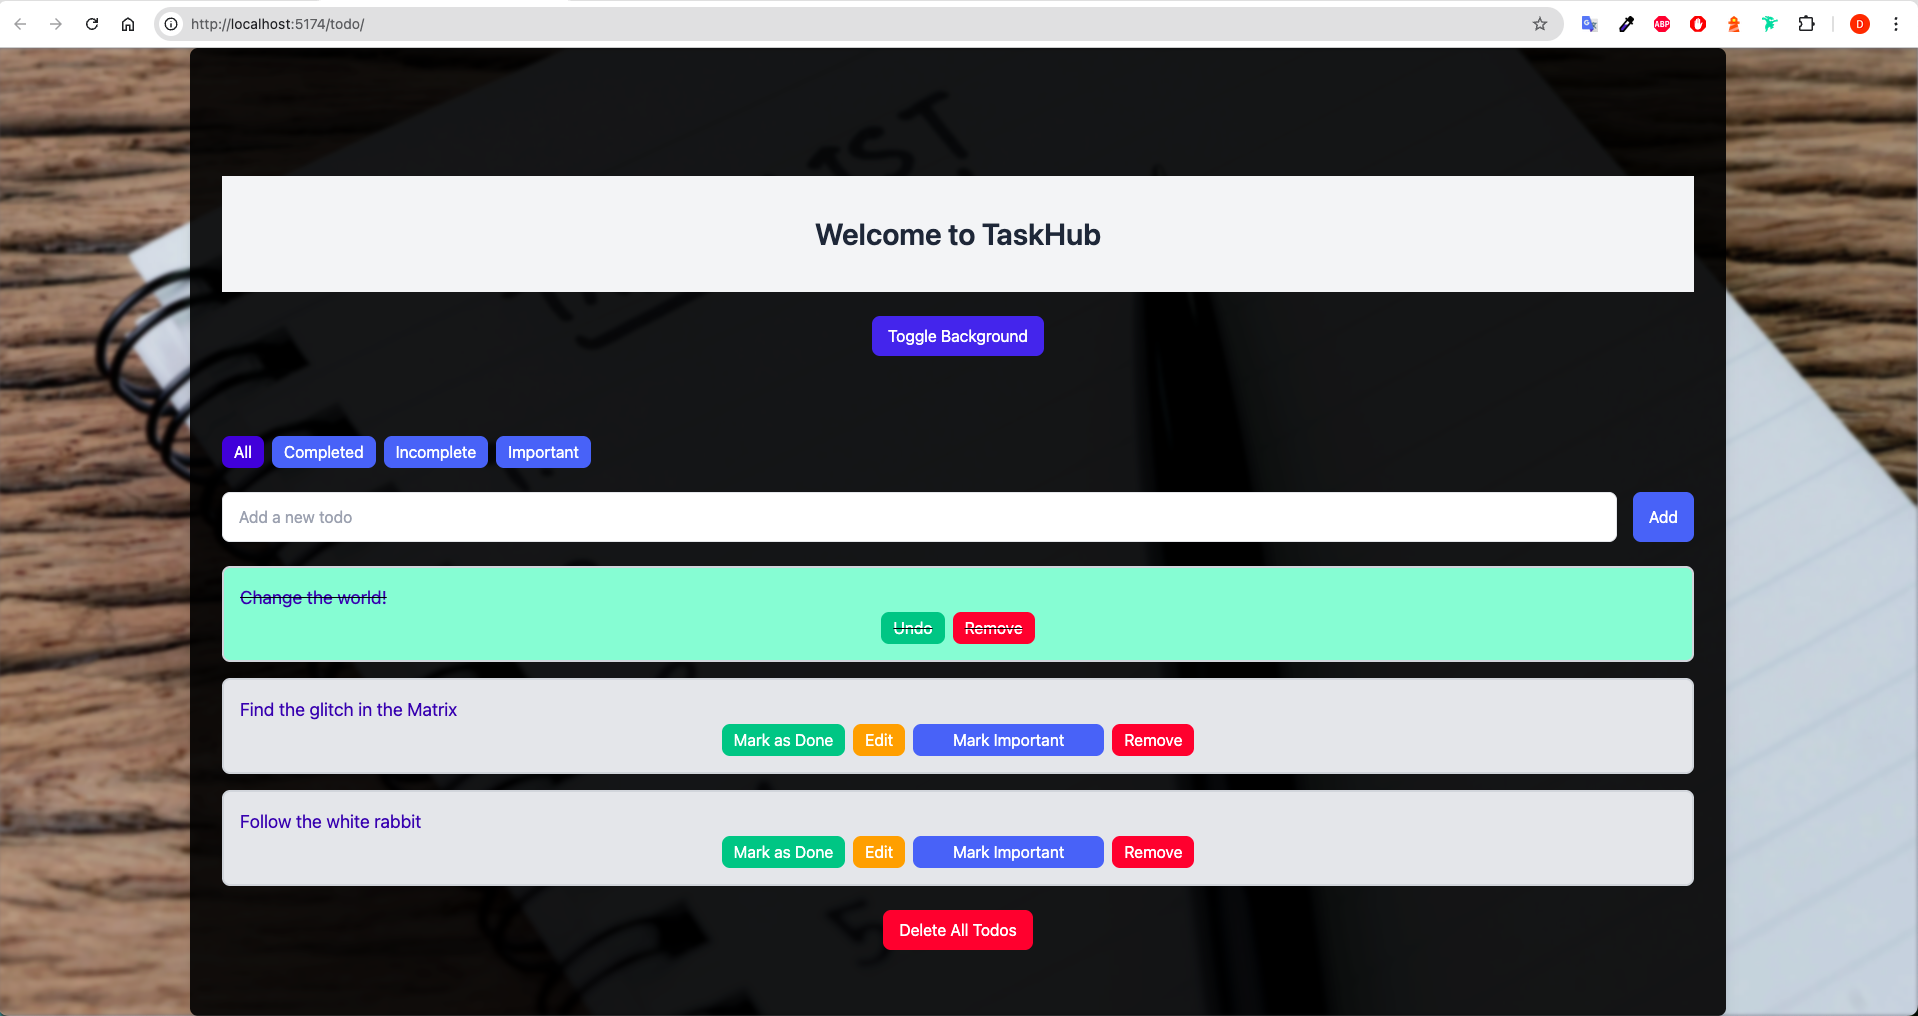 http://localhost:5174/todo/
ABP
D
LIST
Welcome to TaskHub
Toggle Background
All Completed Incomplete Important
Add a new todo Add
Change the world!
Undo Remove
Find the glitch in the Matrix
Mark as Done Edit Mark Important Remove
Follow the white rabbit
Mark as Done Edit Mark Important Remove
5
Delete All Todos